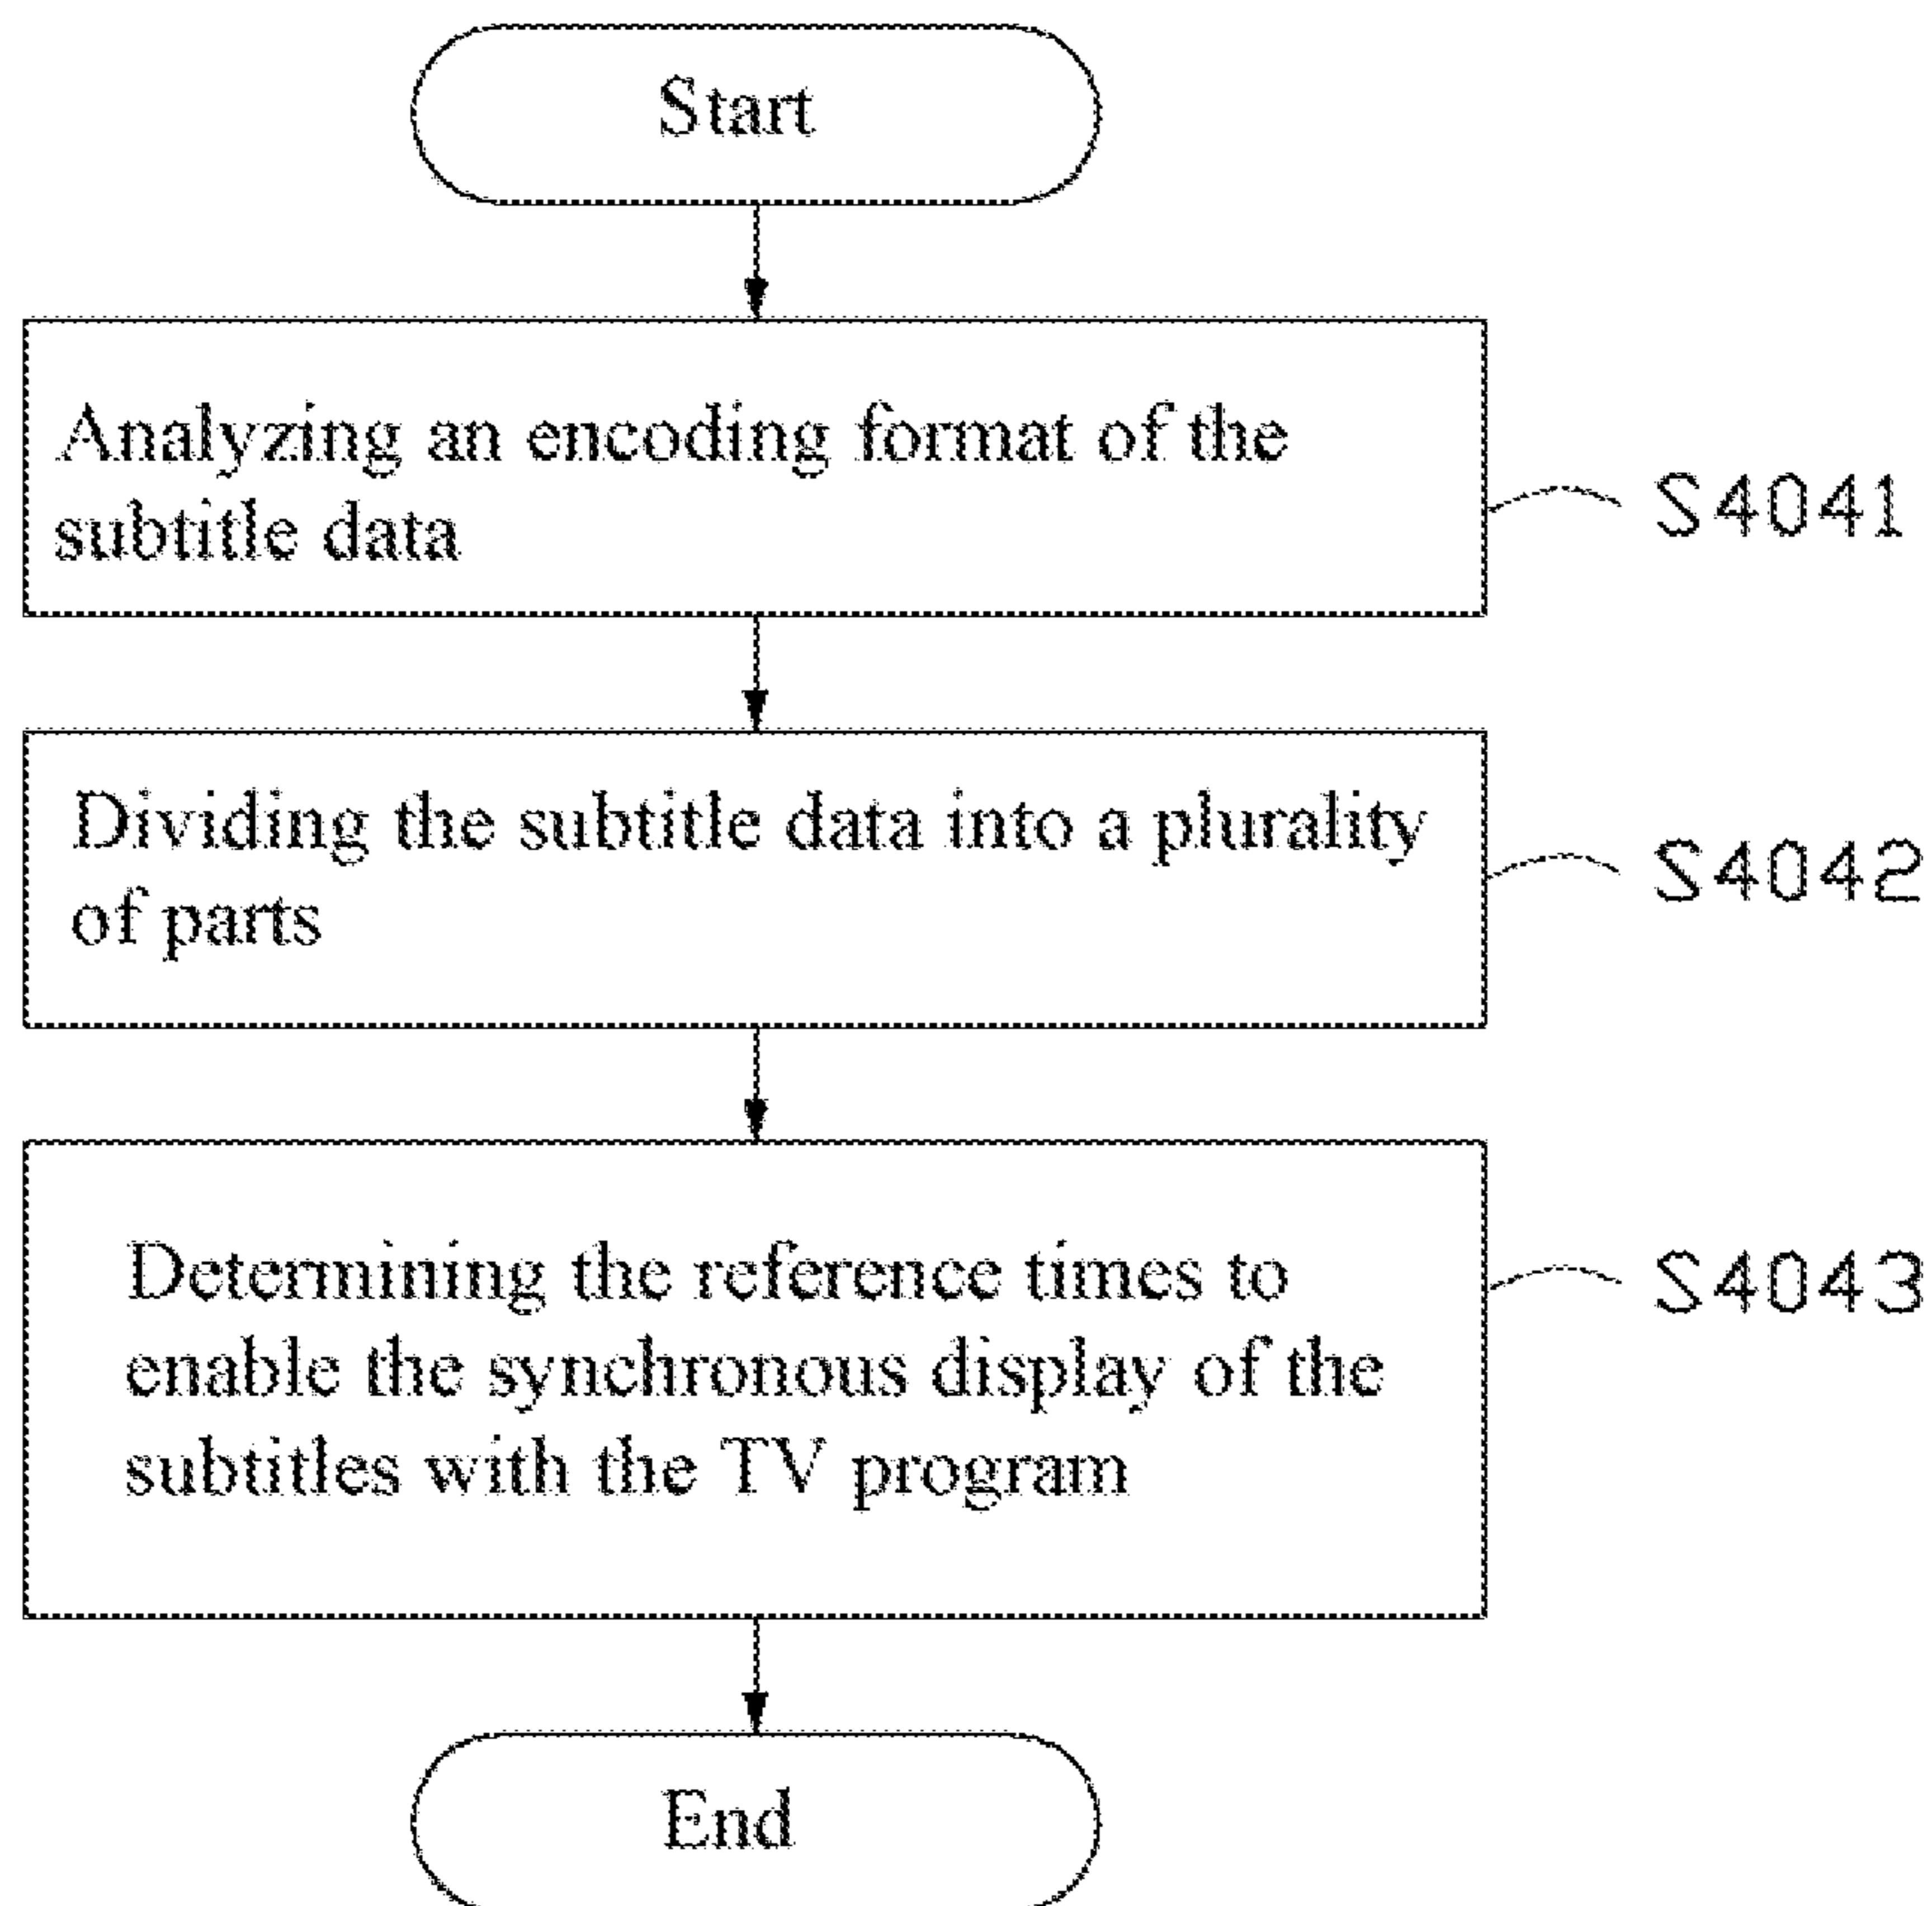 Start
Analyzing an encoding format of the
subtitle data
S4041
Dividing the subtitle data into a plurality
of parts
S4042
Determining the reference times to
enable the synchronous display of the
subtitles with the TV program
S4043
End